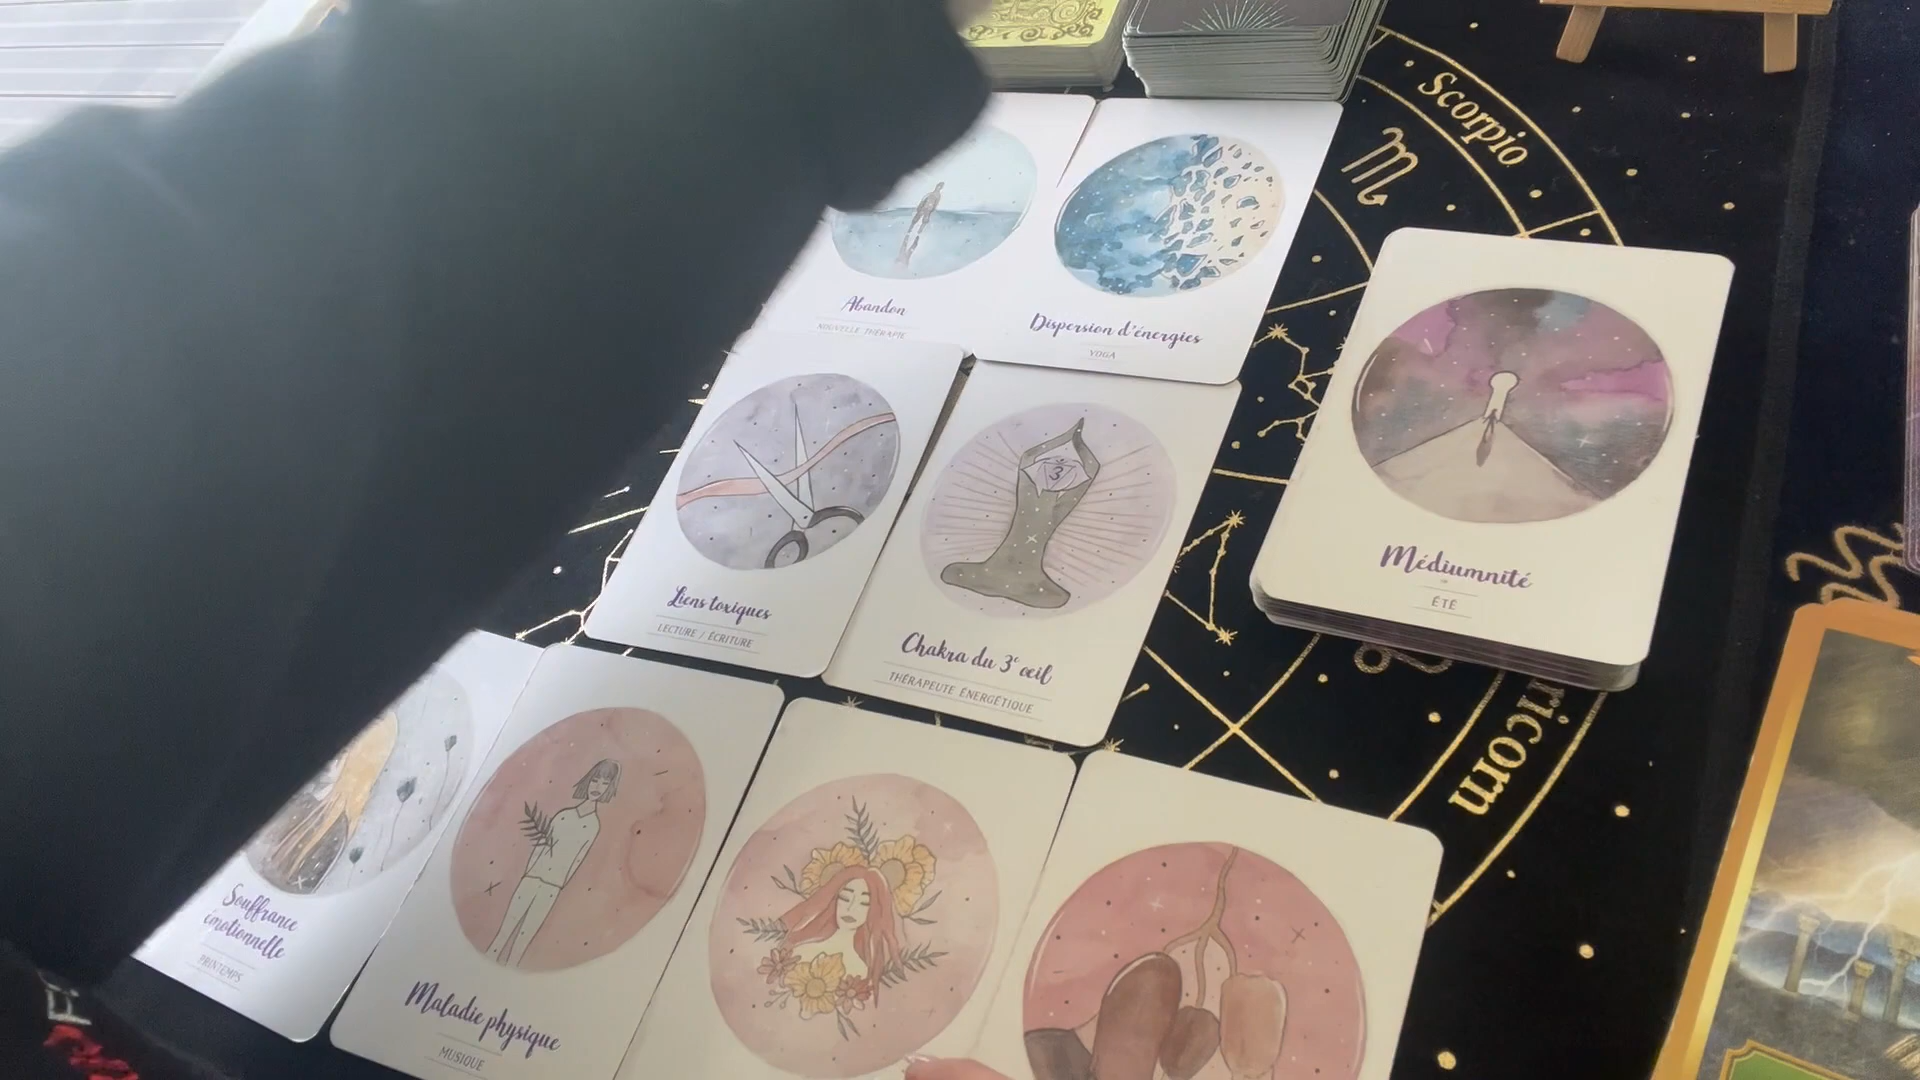 Scorpio
Abandon
NOUVELLE THÉRAPIE
Dispersion d'énergies
YOGA
3
Liens toxiques
LECTURE / ÉCRITURE
Chakra du 3e œil
THÉRAPEUTE ÉNERGÉTIQUE
Médiumnité
ÉTÉ
ricorn
Souffrance
émotionnelle
PRINTEMPS
Maladie physique
MUSIQUE